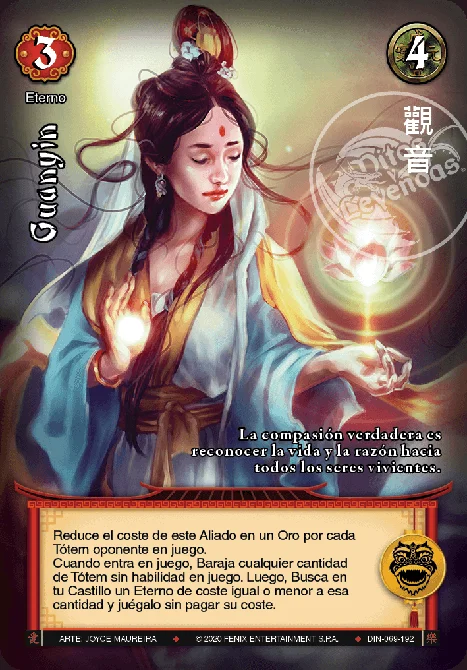 3
4
Eterno
Guanyin
觀音
Mitos y
Leyendas.
La compasión verdadera es
reconocer la vida y la razón hacia
todos los seres vivientes.
Reduce el coste de este Aliado en un Oro por cada
Tótem oponente en juego.
Cuando entra en juego, Baraja cualquier cantidad
de Tótem sin habilidad en juego. Luego, Busca en
tu Castillo un Eterno de coste igual o menor a esa
cantidad y juégalo sin pagar su coste.
ARTE: JOYCE MAUREIRA ◆ © 2020 FENIX ENTERTAINMENT S.P.A. ◆ DIN-069-192